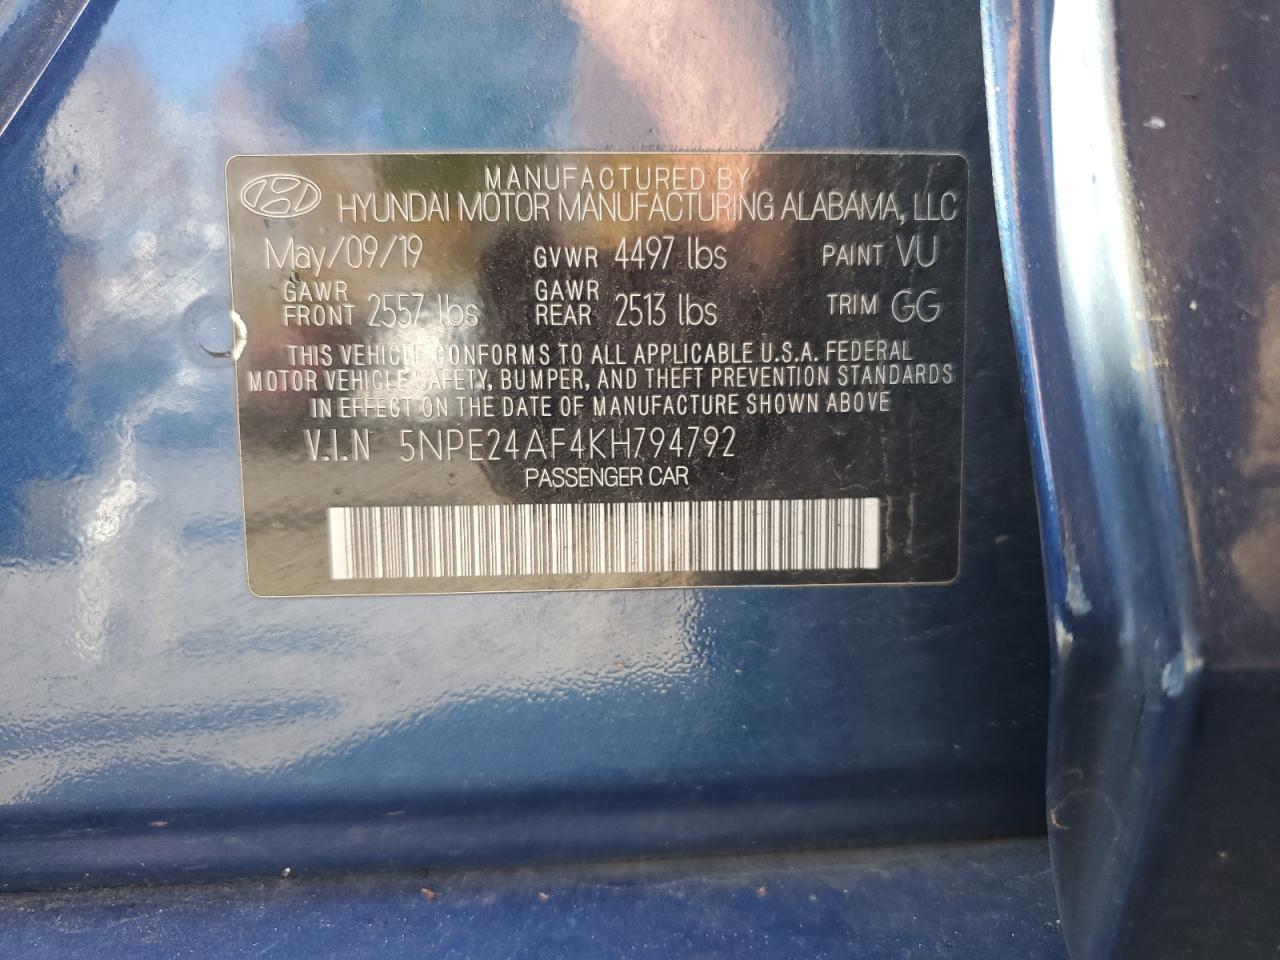 MANUFACTURED BY
HYUNDAI MOTOR MANUFACTURING ALABAMA, LLC
May/09/19 GVWR 4497 lbs PAINT VU
GAWR FRONT 2557 lbs GAWR REAR 2513 lbs TRIM GG
THIS VEHICLE CONFORMS TO ALL APPLICABLE U.S.A. FEDERAL
MOTOR VEHICLE SAFETY, BUMPER, AND THEFT PREVENTION STANDARDS
IN EFFECT ON THE DATE OF MANUFACTURE SHOWN ABOVE
V.I.N 5NPE24AF4KH794792
PASSENGER CAR